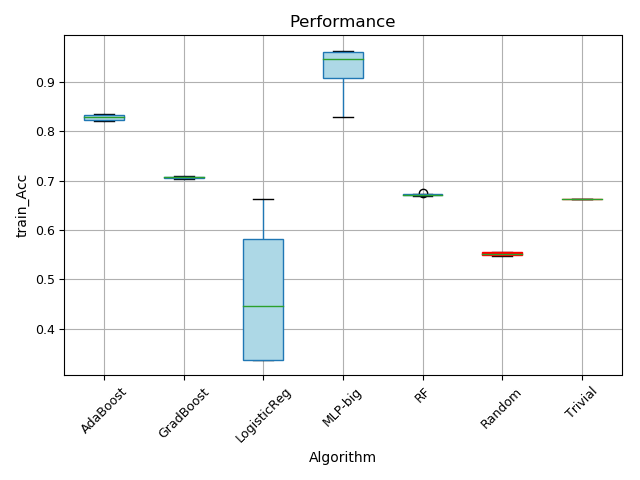 Performance
train_Acc
0.9
0.8
0.7
0.6
0.5
0.4
AdaBoost
GradBoost
LogisticReg
MLP-big
RF
Random
Trivial
Algorithm